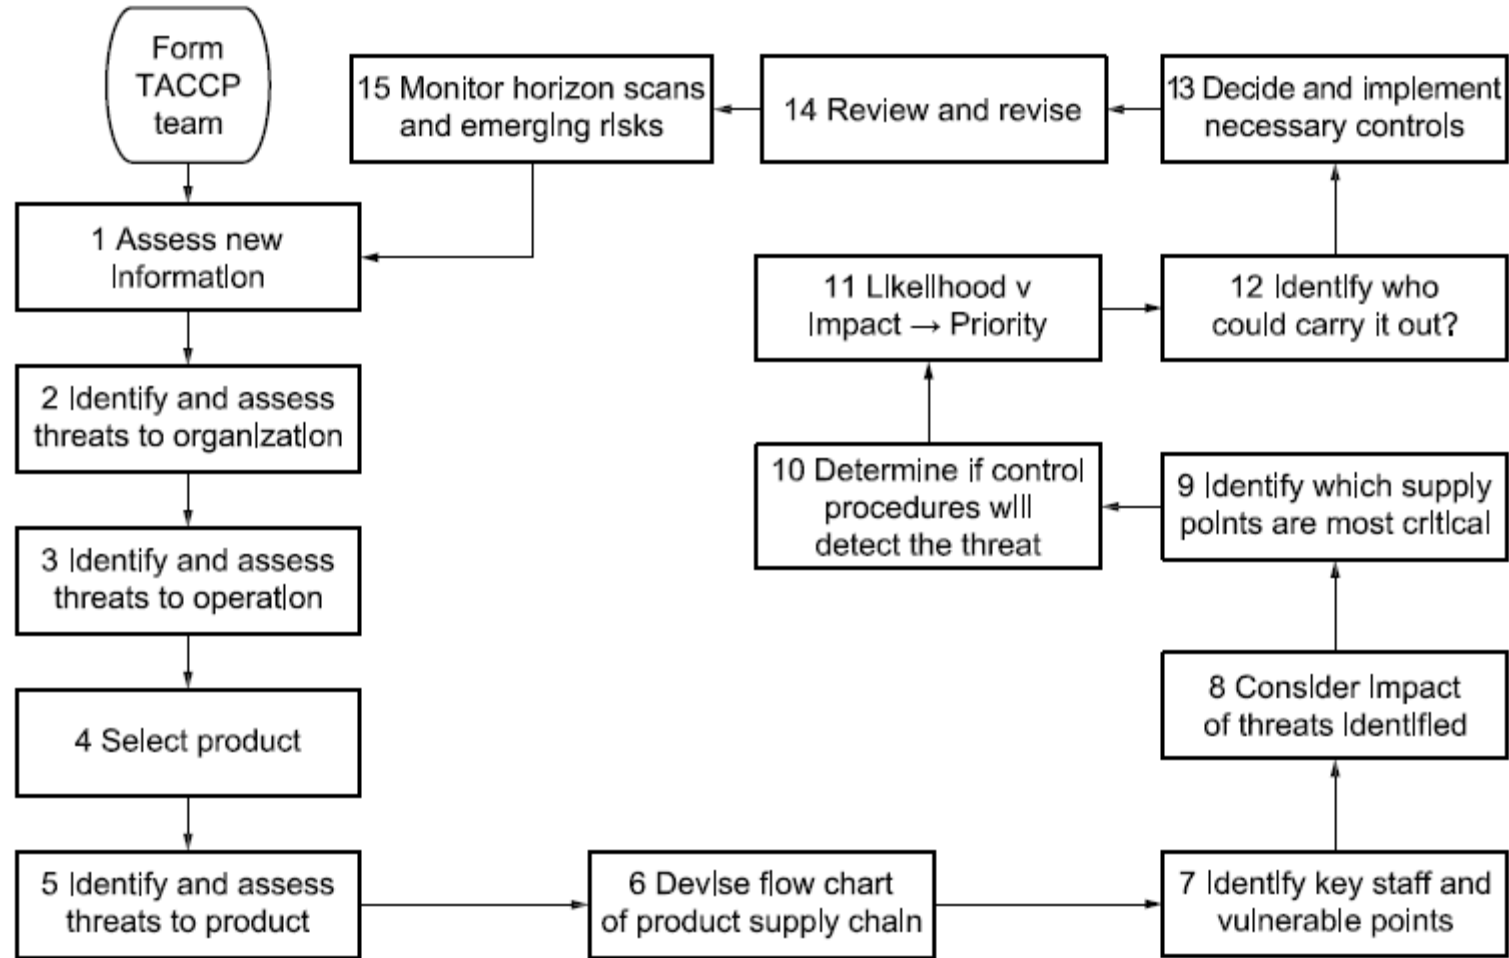 Form
TACCP
team
1 Assess new
information
2 Identify and assess
threats to organization
3 Identify and assess
threats to operation
4 Select product
5 Identify and assess
threats to product
6 Devise flow chart
of product supply chain
7 Identify key staff and
vulnerable points
8 Consider impact
of threats identified
9 Identify which supply
points are most critical
10 Determine if control
procedures will
detect the threat
11 Likelihood v
Impact → Priority
12 Identify who
could carry it out?
13 Decide and implement
necessary controls
14 Review and revise
15 Monitor horizon scans
and emerging risks